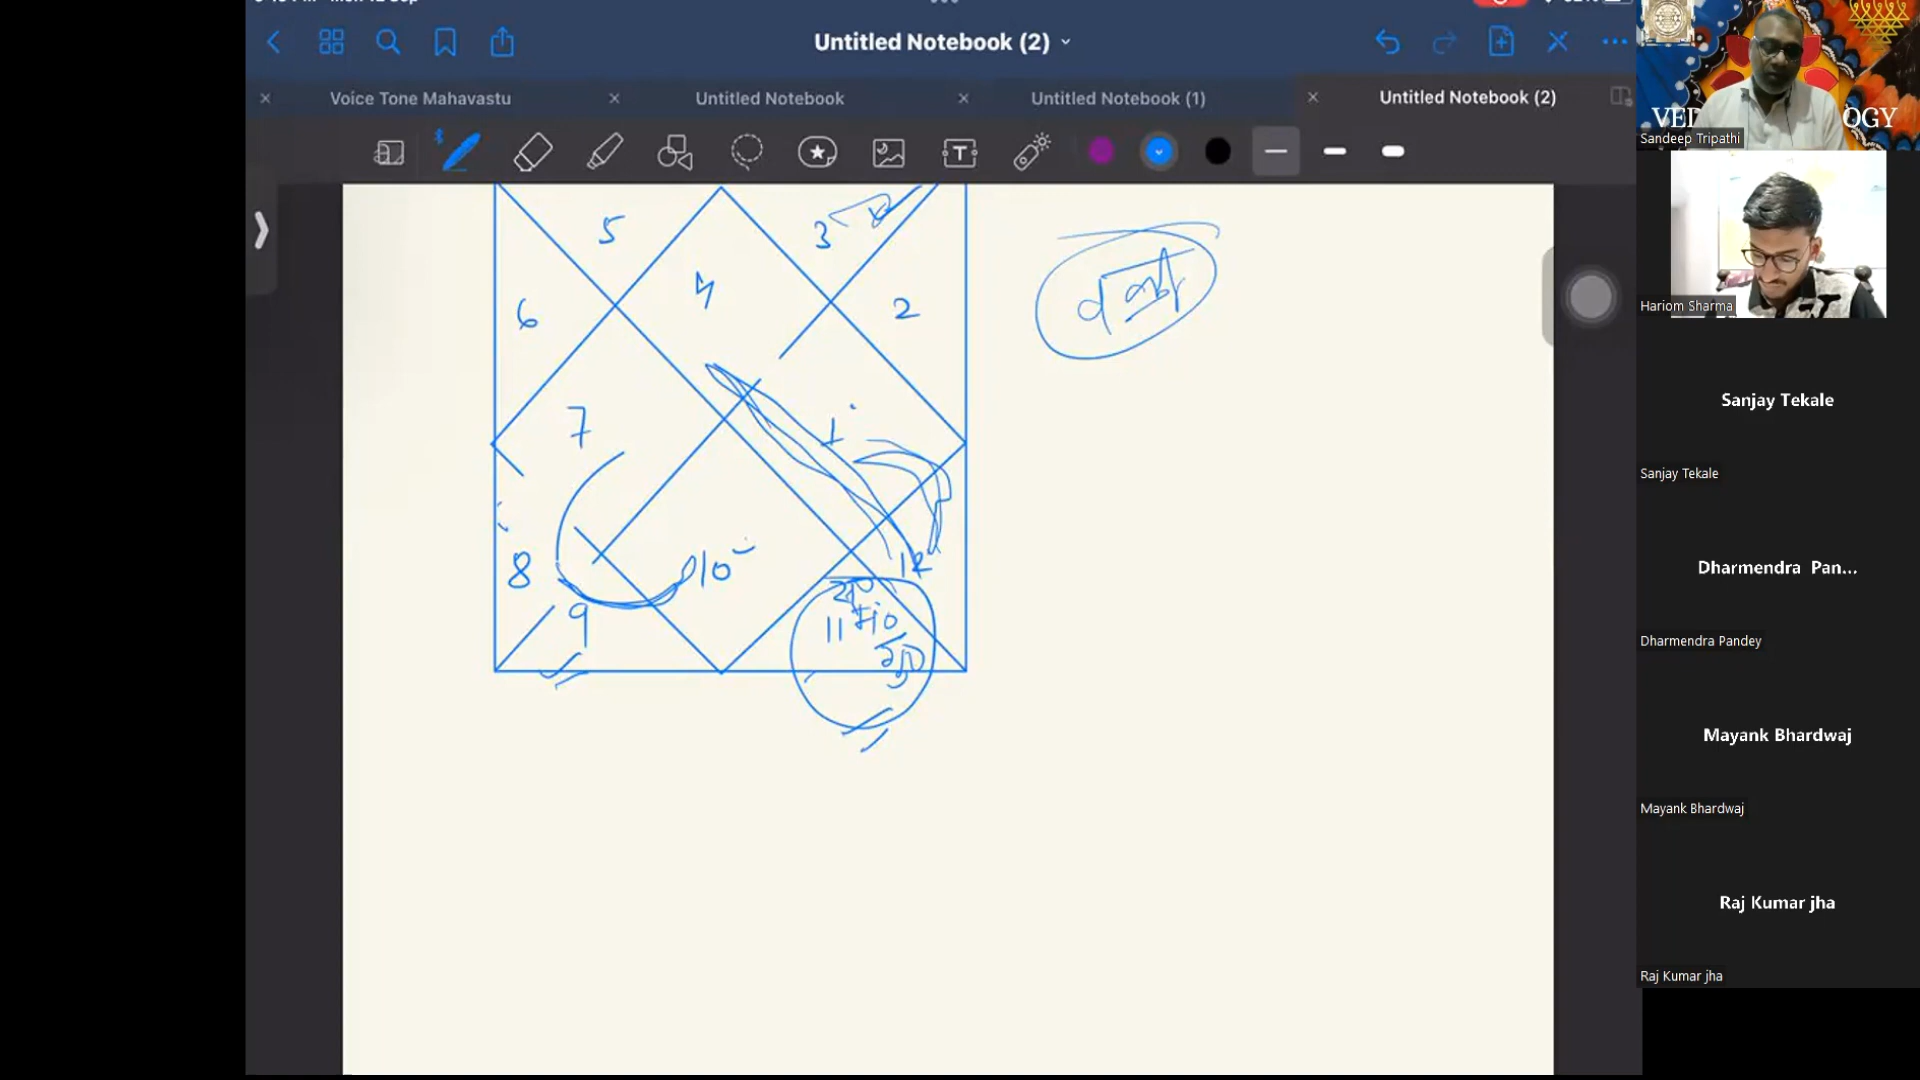 Untitled Notebook (2)
Voice Tone Mahavastu
Untitled Notebook
Untitled Notebook (1)
Untitled Notebook (2)
5
3
4
6
2
7
1
8
10
12
9
11
Sandeep Tripathi
Hariom Sharma
Sanjay Tekale
Sanjay Tekale
Dharmendra Pan...
Dharmendra Pandey
Mayank Bhardwaj
Mayank Bhardwaj
Raj Kumar jha
Raj Kumar jha